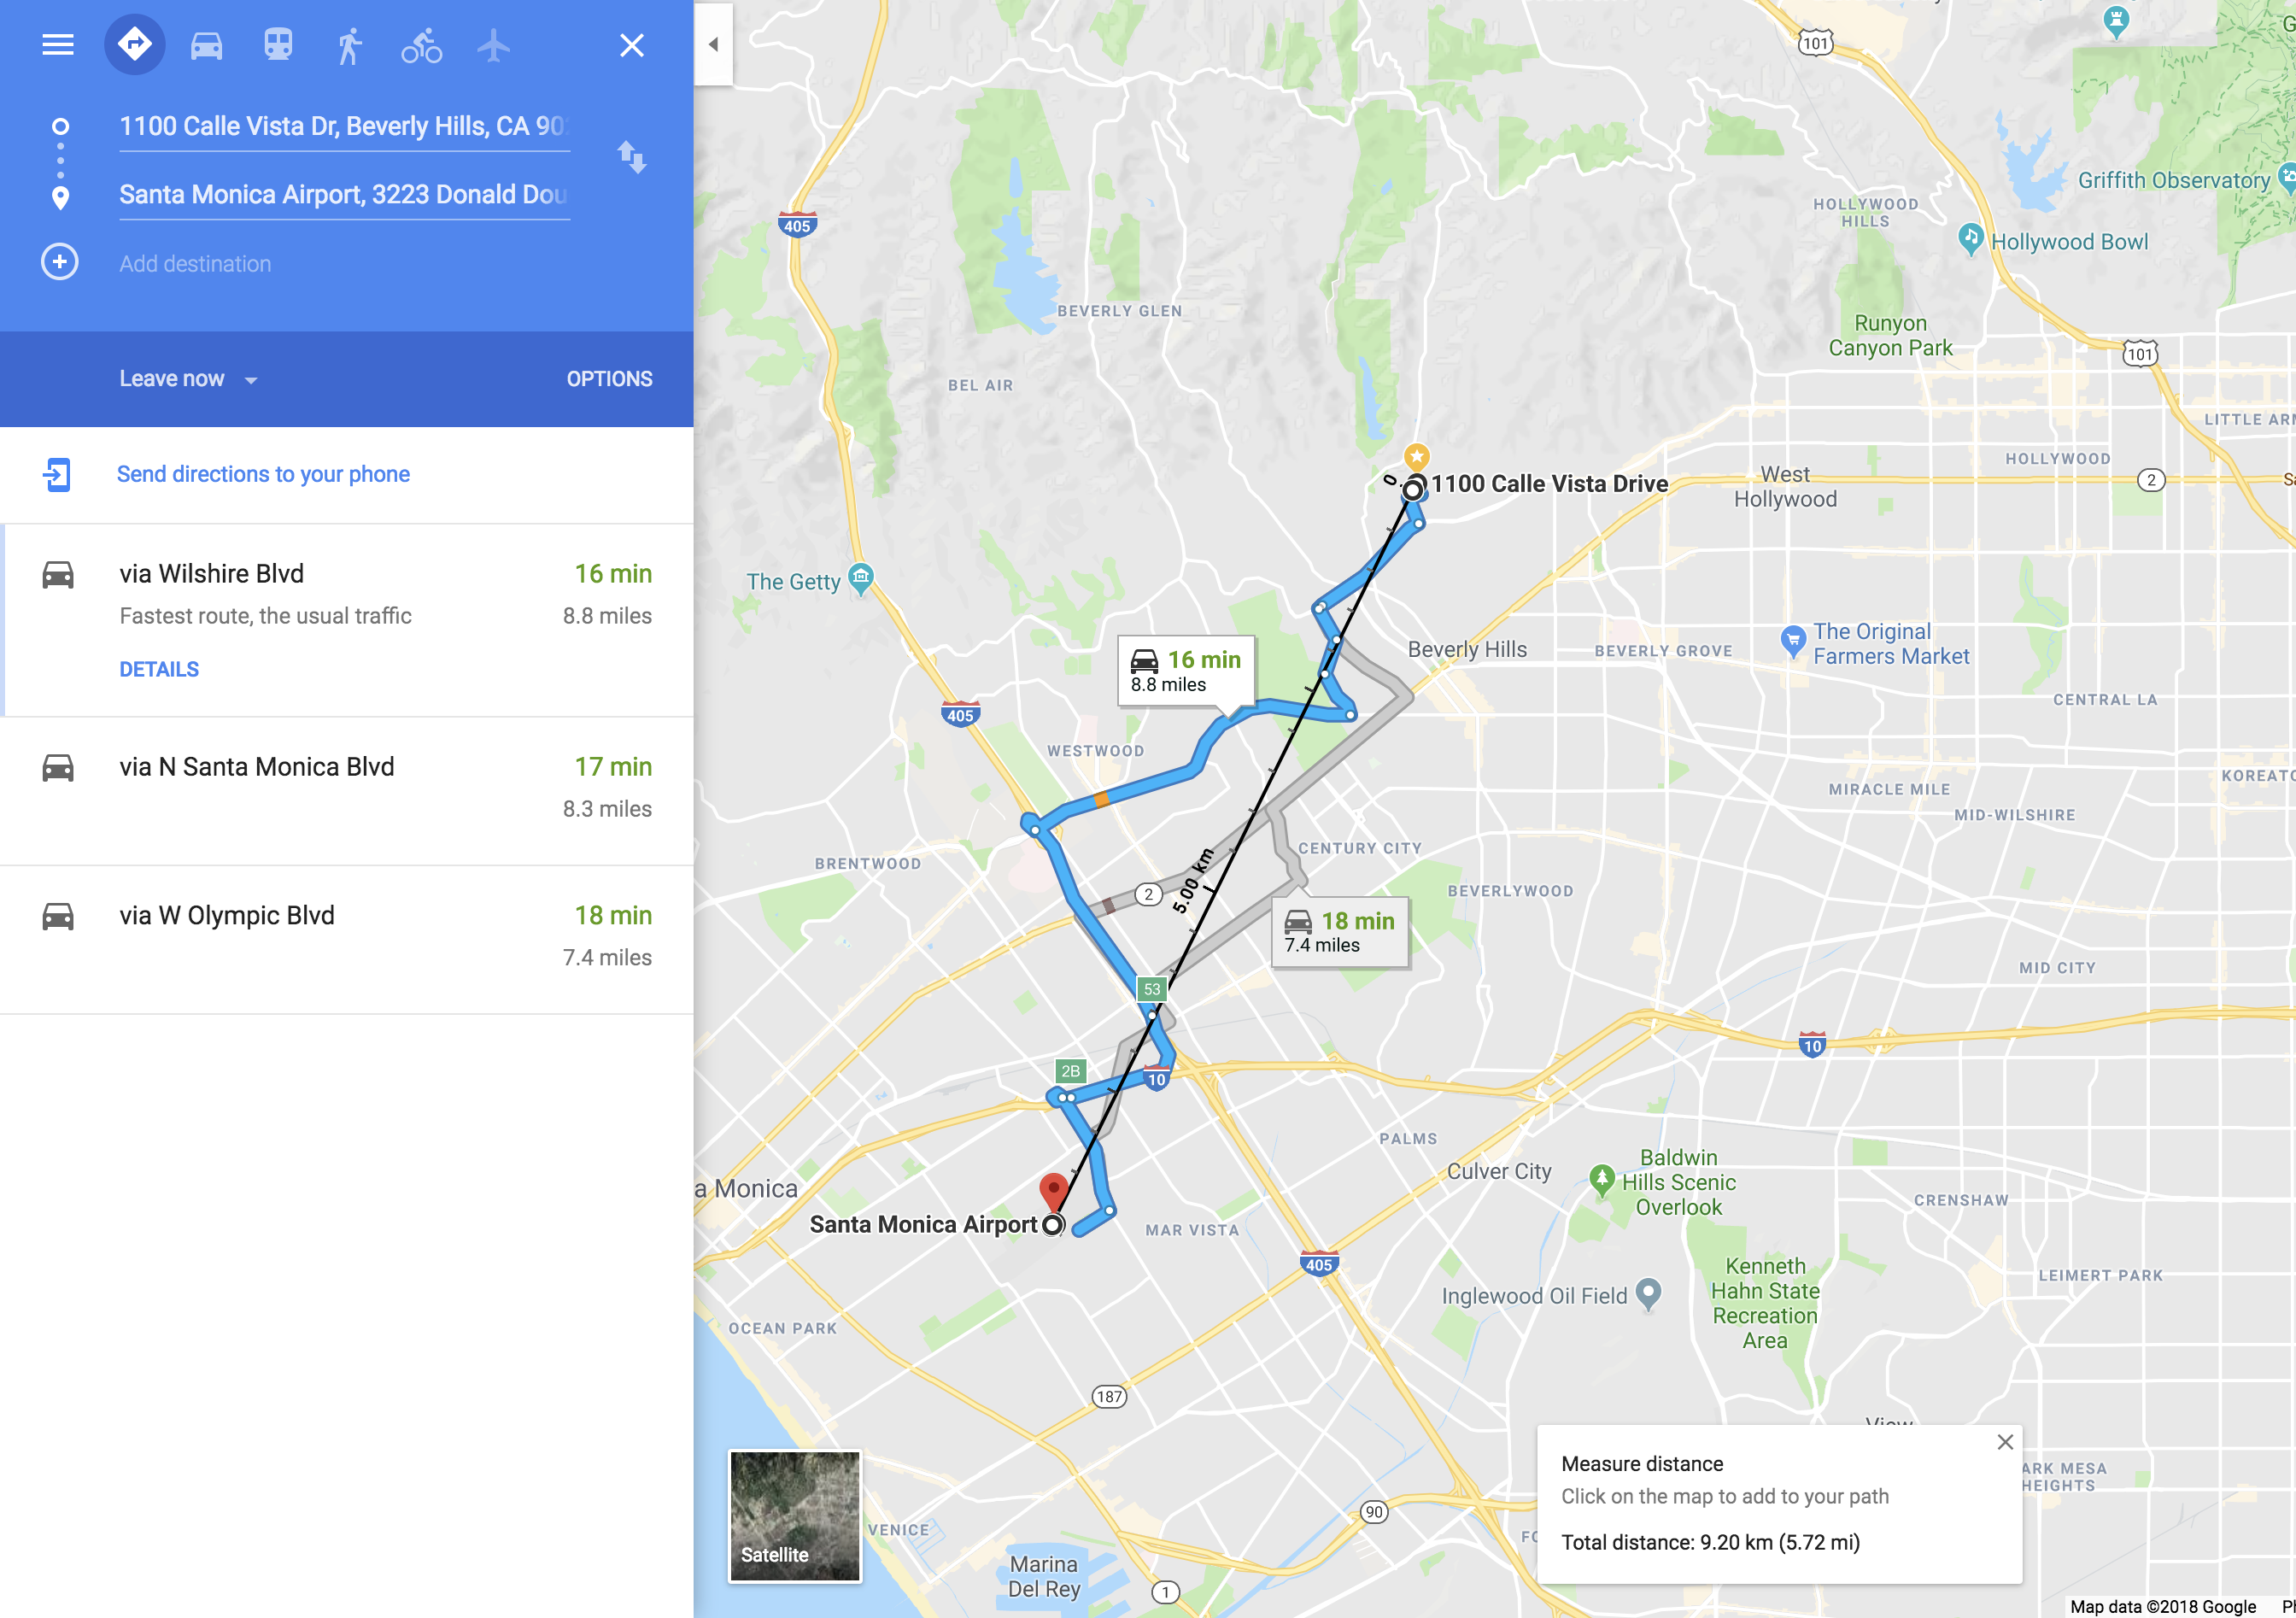 1100 Calle Vista Dr, Beverly Hills, CA 90
Santa Monica Airport, 3223 Donald Dou
Add destination
Leave now
OPTIONS
Send directions to your phone
via Wilshire Blvd
16 min
Fastest route, the usual traffic
8.8 miles
DETAILS
via N Santa Monica Blvd
17 min
8.3 miles
via W Olympic Blvd
18 min
7.4 miles
101
Griffith Observatory
HOLLYWOOD
HILLS
405
Hollywood Bowl
BEVERLY GLEN
Runyon
Canyon Park
101
BEL AIR
LITTLE ARM
HOLLYWOOD
West
Hollywood
2
0
1100 Calle Vista Drive
The Getty
The Original
Farmers Market
Beverly Hills
BEVERLY GROVE
16 min
8.8 miles
CENTRAL LA
405
WESTWOOD
KOREATO
MIRACLE MILE
MID-WILSHIRE
CENTURY CITY
BRENTWOOD
5.00 km
2
BEVERLYWOOD
18 min
7.4 miles
MID CITY
53
10
2B
10
PALMS
Culver City
Baldwin
Hills Scenic
Overlook
a Monica
CRENSHAW
Santa Monica Airport
MAR VISTA
405
Kenneth
Hahn State
Recreation
Area
LEIMERT PARK
Inglewood Oil Field
OCEAN PARK
187
View
Measure distance
Click on the map to add to your path
Total distance: 9.20 km (5.72 mi)
ARK MESA
HEIGHTS
90
VENICE
FO
Satellite
Marina
Del Rey
1
Map data ©2018 Google